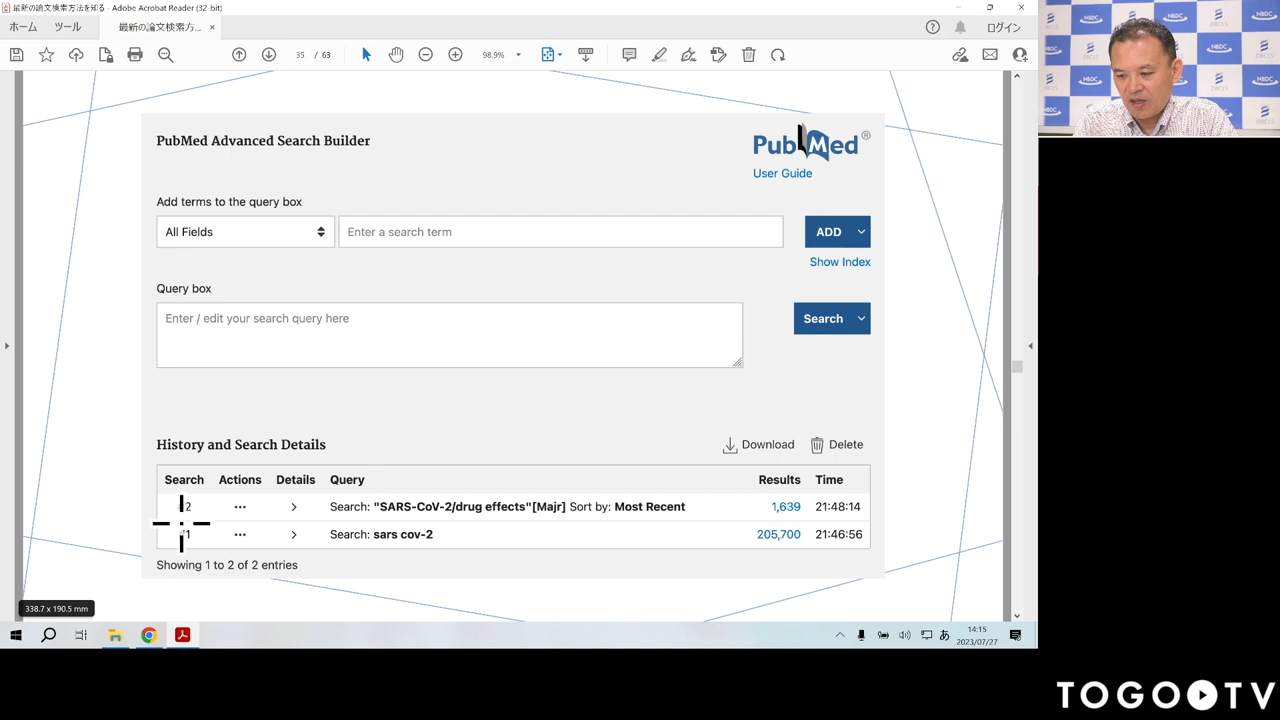 最新の論文検索方法を知る - Adobe Acrobat Reader (32-bit)
ホーム ツール 最新の論文検索方... × ログイン
35 / 63 98.9%
PubMed Advanced Search Builder
PubMed®
User Guide
Add terms to the query box
All Fields Enter a search term ADD
Show Index
Query box
Enter / edit your search query here Search
History and Search Details Download Delete
Search Actions Details Query Results Time
2 ••• > Search: "SARS-CoV-2/drug effects"[Majr] Sort by: Most Recent 1,639 21:48:14
1 ••• > Search: sars cov-2 205,700 21:46:56
Showing 1 to 2 of 2 entries
338.7 x 190.5 mm
あ 14:15
2023/07/27
NBDC
DBCLS
TOGO TV